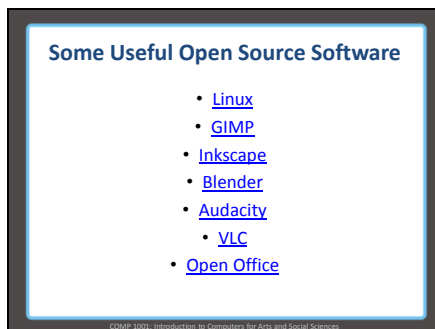 Some Useful Open Source Software
• Linux
• GIMP
• Inkscape
• Blender
• Audacity
• VLC
• Open Office
COMP 1001: Introduction to Computers for Arts and Social Sciences